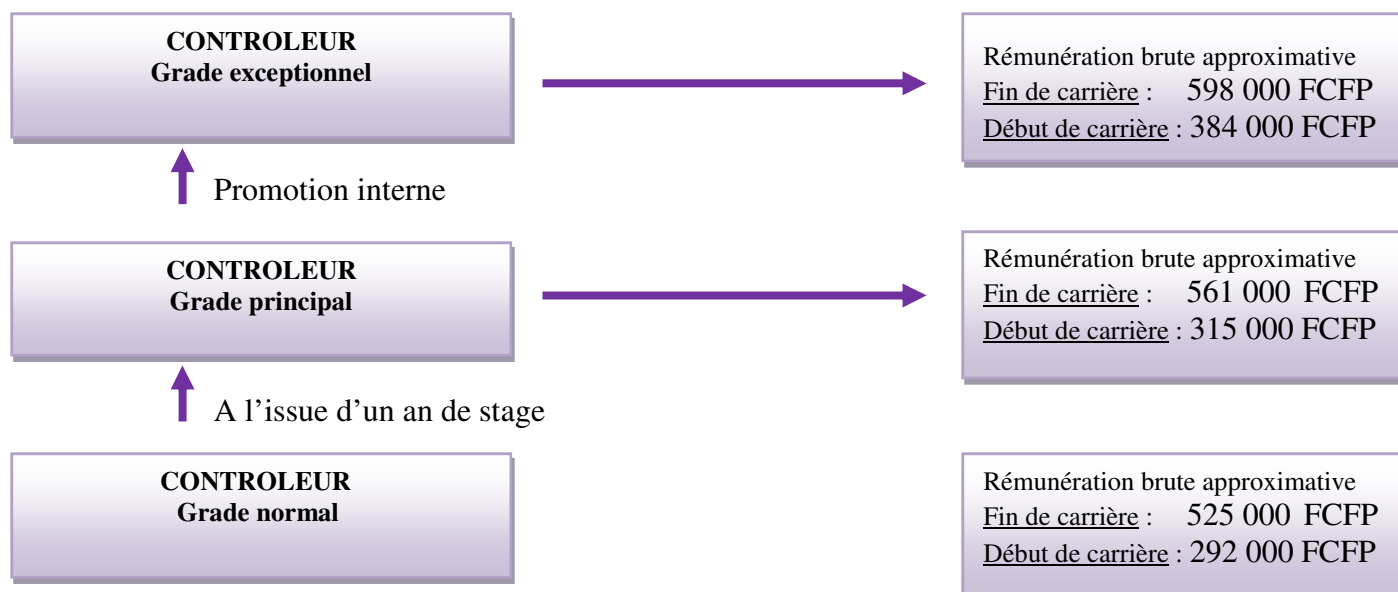 CONTROLEUR
Grade exceptionnel
Rémunération brute approximative
Fin de carrière : 598 000 FCFP
Début de carrière : 384 000 FCFP
Promotion interne
CONTROLEUR
Grade principal
Rémunération brute approximative
Fin de carrière : 561 000 FCFP
Début de carrière : 315 000 FCFP
A l'issue d'un an de stage
CONTROLEUR
Grade normal
Rémunération brute approximative
Fin de carrière : 525 000 FCFP
Début de carrière : 292 000 FCFP